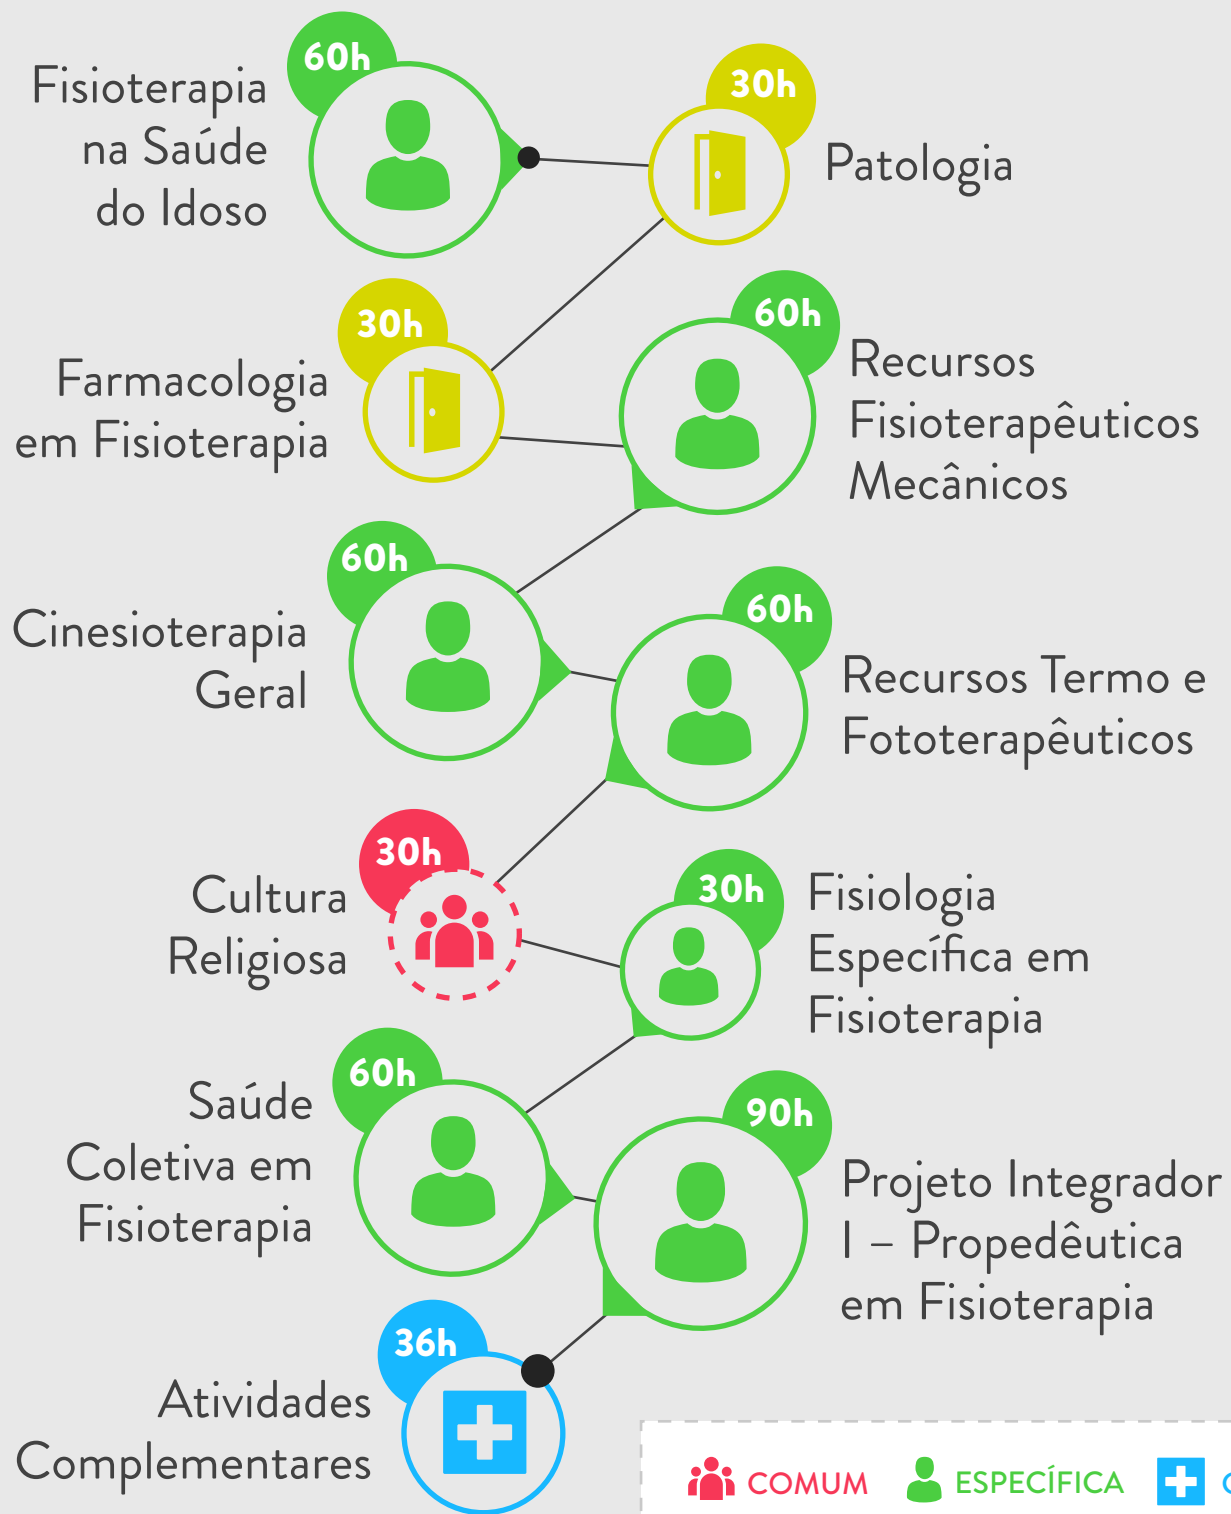 60h
Fisioterapia
na Saúde
do Idoso
30h
Patologia
30h
Farmacologia
em Fisioterapia
60h
Recursos
Fisioterapêuticos
Mecânicos
60h
Cinesioterapia
Geral
60h
Recursos Termo e
Fototerapêuticos
30h
Cultura
Religiosa
30h
Fisiologia
Específica em
Fisioterapia
60h
Saúde
Coletiva em
Fisioterapia
90h
Projeto Integrador
I – Propedêutica
em Fisioterapia
36h
Atividades
Complementares
COMUM ESPECÍFICA